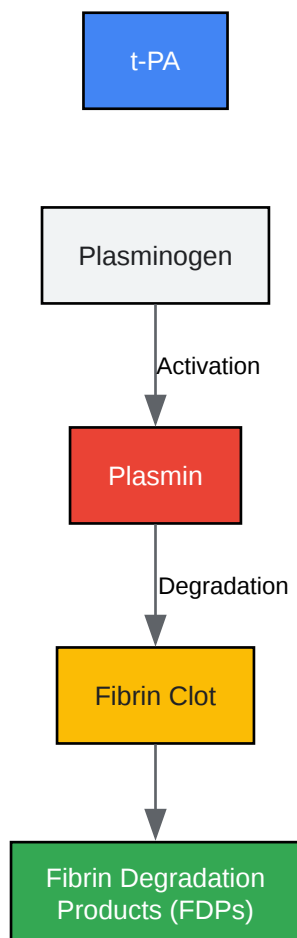 t-PA
Plasminogen
Activation
Plasmin
Degradation
Fibrin Clot
Fibrin Degradation
Products (FDPs)